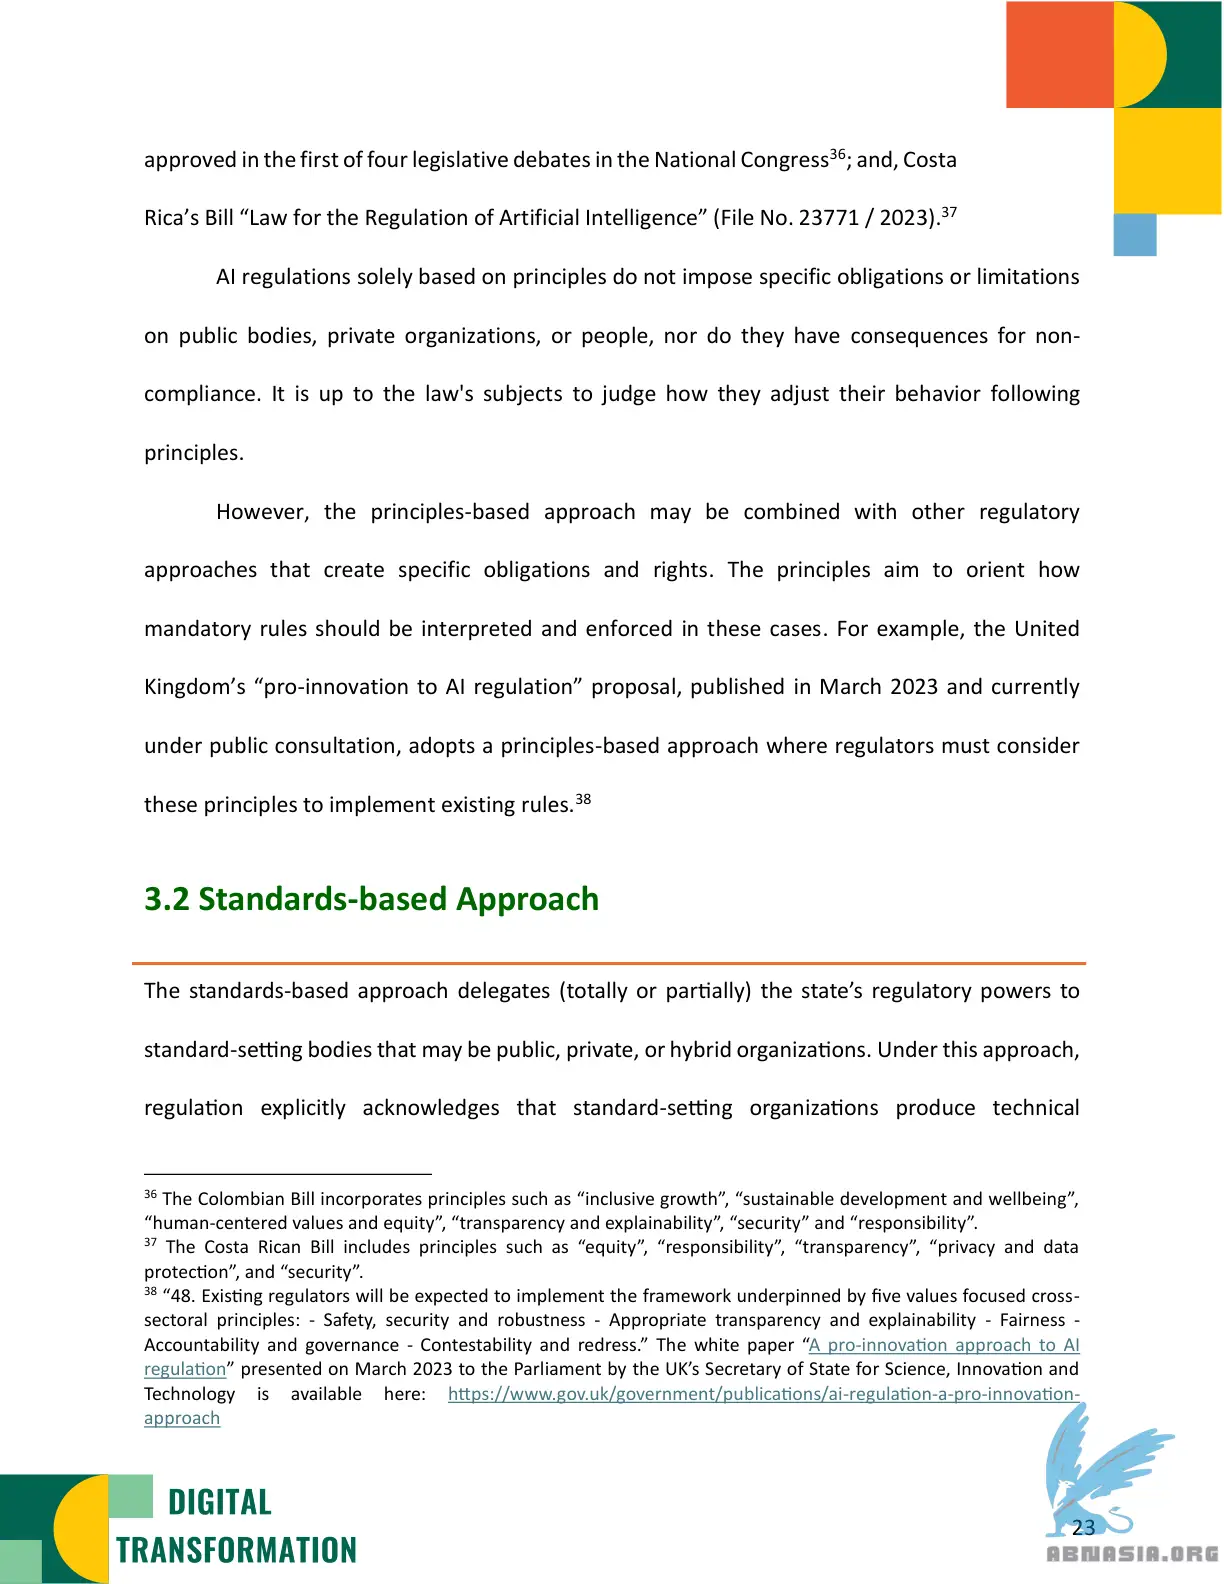 approved in the first of four legislative debates in the National Congress36; and, Costa
Rica’s Bill “Law for the Regulation of Artificial Intelligence” (File No. 23771 / 2023).37
AI regulations solely based on principles do not impose specific obligations or limitations
on public bodies, private organizations, or people, nor do they have consequences for non-
compliance. It is up to the law's subjects to judge how they adjust their behavior following
principles.
However, the principles-based approach may be combined with other regulatory
approaches that create specific obligations and rights. The principles aim to orient how
mandatory rules should be interpreted and enforced in these cases. For example, the United
Kingdom’s “pro-innovation to AI regulation” proposal, published in March 2023 and currently
under public consultation, adopts a principles-based approach where regulators must consider
these principles to implement existing rules.38
3.2 Standards-based Approach
The standards-based approach delegates (totally or partially) the state’s regulatory powers to
standard-setting bodies that may be public, private, or hybrid organizations. Under this approach,
regulation explicitly acknowledges that standard-setting organizations produce technical
36 The Colombian Bill incorporates principles such as “inclusive growth”, “sustainable development and wellbeing”,
“human-centered values and equity”, “transparency and explainability”, “security” and “responsibility”.
37 The Costa Rican Bill includes principles such as “equity”, “responsibility”, “transparency”, “privacy and data
protection”, and “security”.
38 “48. Existing regulators will be expected to implement the framework underpinned by five values focused cross-
sectoral principles: - Safety, security and robustness - Appropriate transparency and explainability - Fairness -
Accountability and governance - Contestability and redress.” The white paper “A pro-innovation approach to AI
regulation” presented on March 2023 to the Parliament by the UK’s Secretary of State for Science, Innovation and
Technology is available here: https://www.gov.uk/government/publications/ai-regulation-a-pro-innovation-
approach
DIGITAL
TRANSFORMATION
23
ABNASIA.ORG